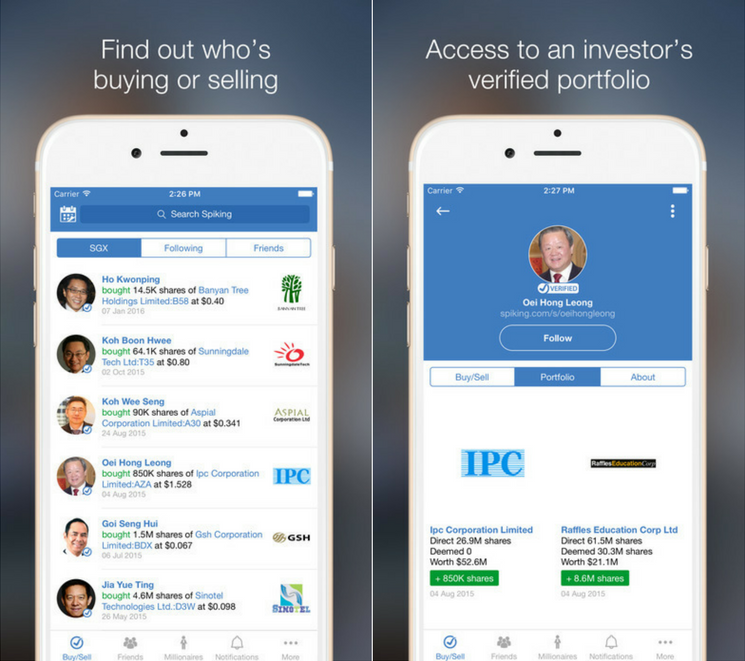 Find out who's
buying or selling
Carrier
2:26 PM
Search Spiking
SGX
Following
Friends
Ho Kwonping
bought 14.5K shares of Banyan Tree
Holdings Limited:B58 at $0.40
07 Jan 2016
BANYAN TREE
Koh Boon Hwee
bought 64.1K shares of Sunningdale
Tech Ltd:T35 at $0.80
02 Oct 2015
SunningdaleTech
Koh Wee Seng
bought 90K shares of Aspial
Corporation Limited:A30 at $0.341
24 Aug 2015
ASPIAL
Corporation Ltd
Oei Hong Leong
bought 850K shares of Ipc Corporation
Limited:AZA at $1.528
04 Aug 2015
IPC
Goi Seng Hui
bought 1.5M shares of Gsh Corporation
Limited:BDX at $0.067
06 Jul 2015
GSH
Jia Yue Ting
bought 4.6M shares of Sinotel
Technologies Ltd.:D3W at $0.098
26 May 2015
SINOTEL
Buy/Sell
Friends
Millionaires
Notifications
More
Access to an investor's
verified portfolio
Carrier
2:27 PM
VERIFIED
Oei Hong Leong
spiking.com/s/oeihongleong
Follow
Buy/Sell
Portfolio
About
IPC
RafflesEducationCorp
Ipc Corporation Limited
Direct 26.9M shares
Deemed 0
Worth $52.6M
+ 850K shares
04 Aug 2015
Raffles Education Corp Ltd
Direct 61.5M shares
Deemed 30.3M shares
Worth $21.1M
+ 8.6M shares
04 Aug 2015
Buy/Sell
Friends
Millionaires
Notifications
More